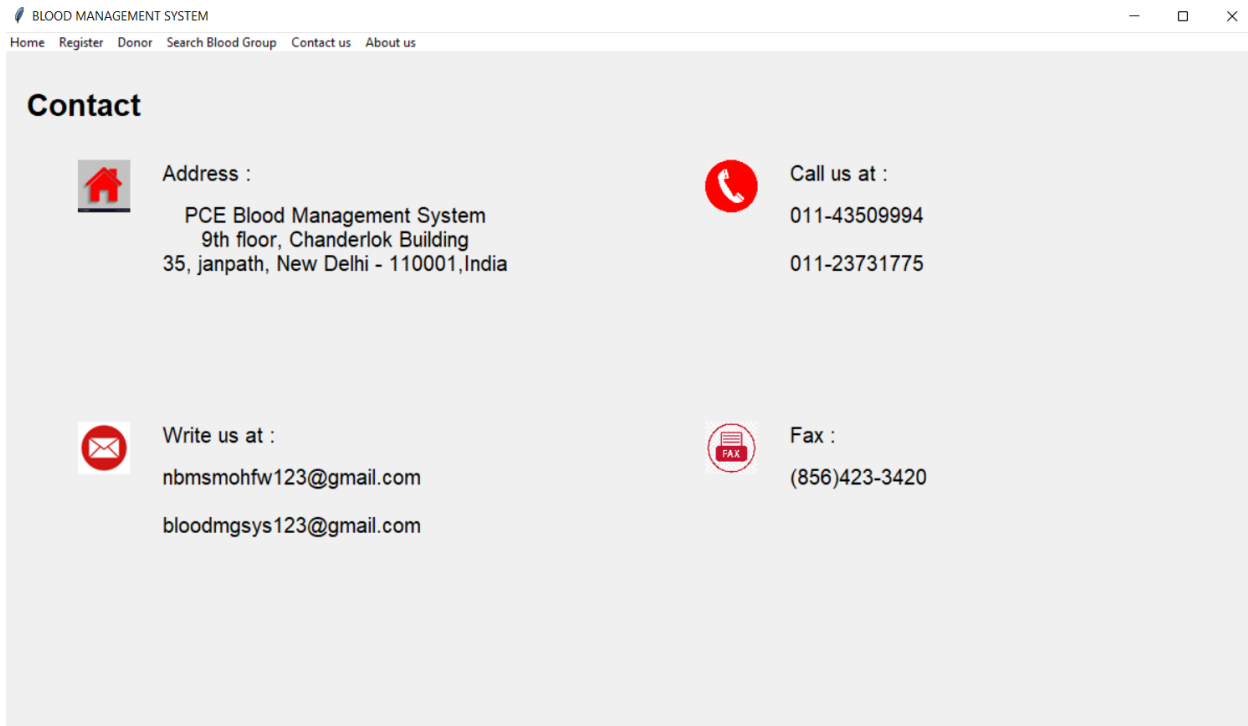 BLOOD MANAGEMENT SYSTEM
Home Register Donor Search Blood Group Contact us About us
Contact
Address :
PCE Blood Management System
9th floor, Chanderlok Building
35, janpath, New Delhi - 110001,India
Call us at :
011-43509994
011-23731775
Write us at :
nbmsmohfw123@gmail.com
bloodmgsys123@gmail.com
FAX
Fax :
(856)423-3420